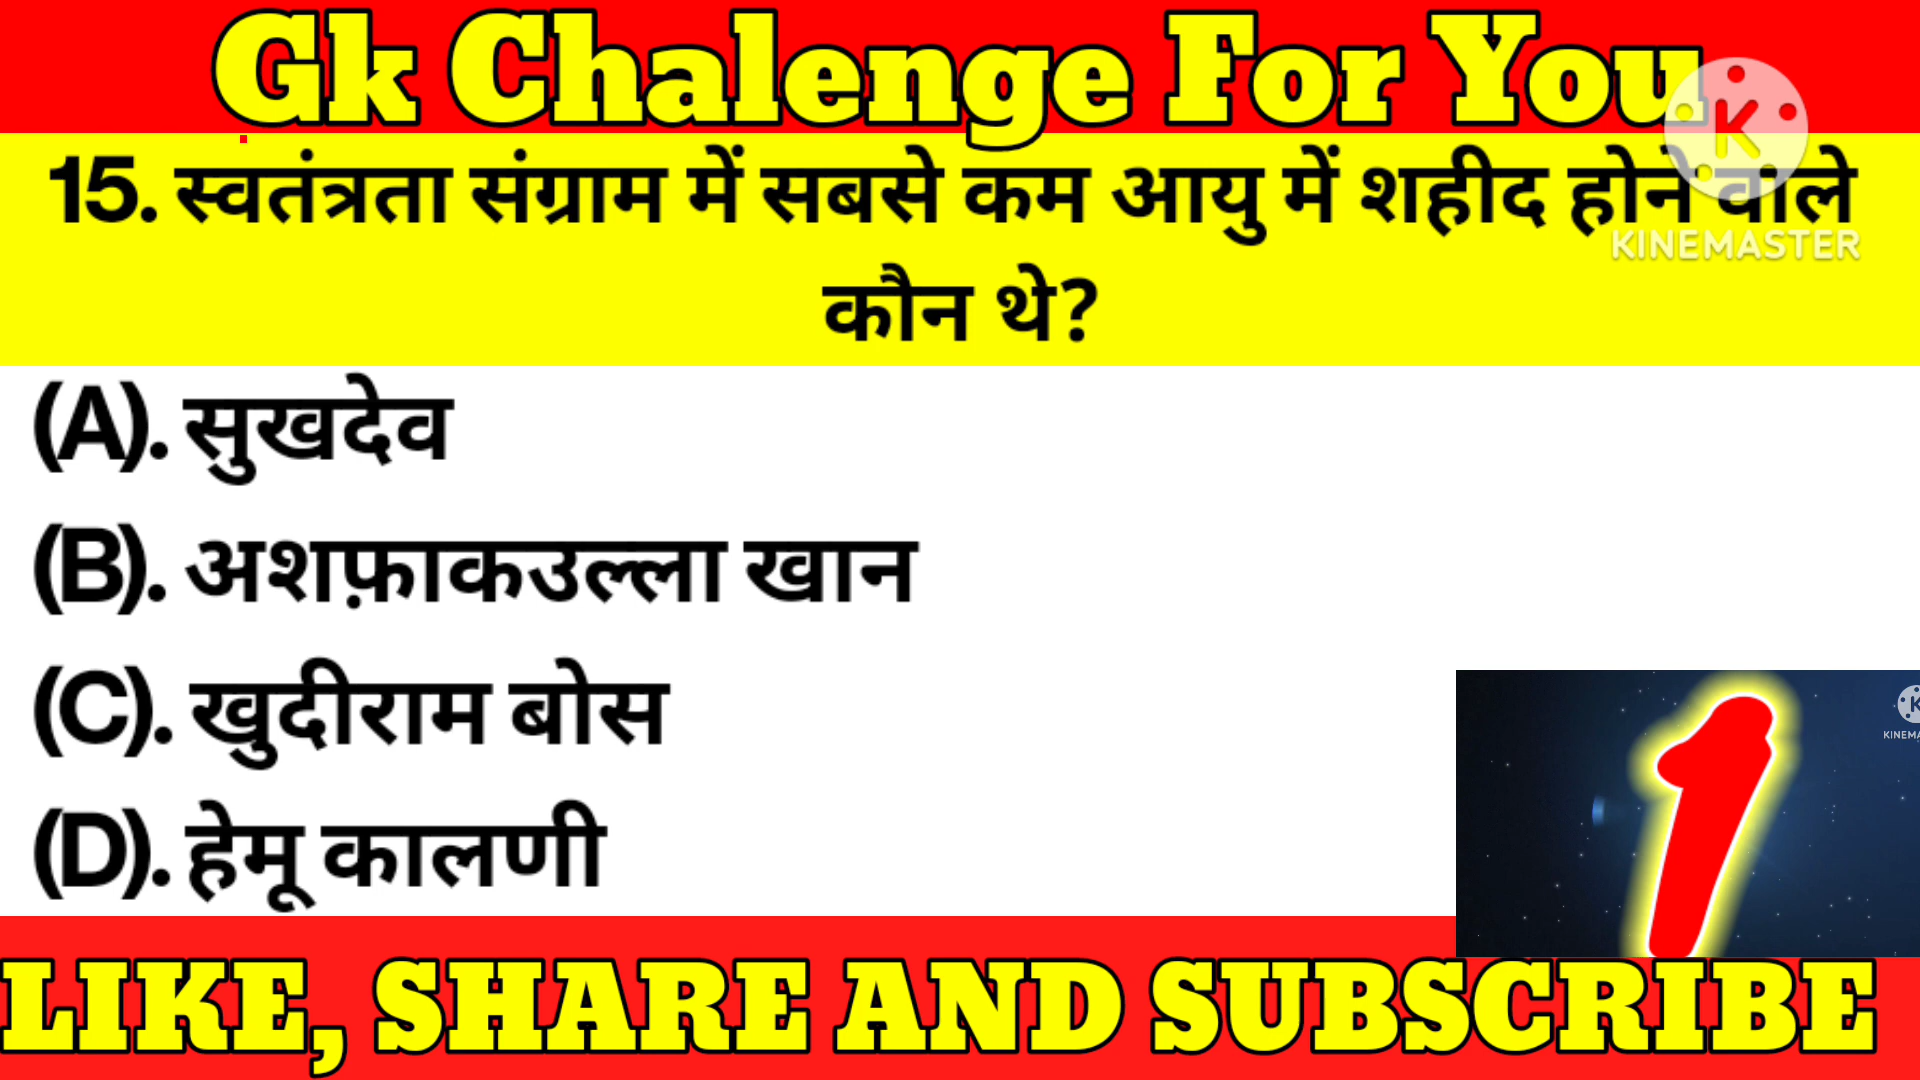 Gk Chalenge For You
15. स्वतंत्रता संग्राम में सबसे कम आयु में शहीद होने वाले
KINEMASTER
कौन थे?
(A). सुखदेव
(B). अशफ़ाकउल्ला खान
(C). खुदीराम बोस
(D). हेमू कालणी
1
LIKE, SHARE AND SUBSCRIBE